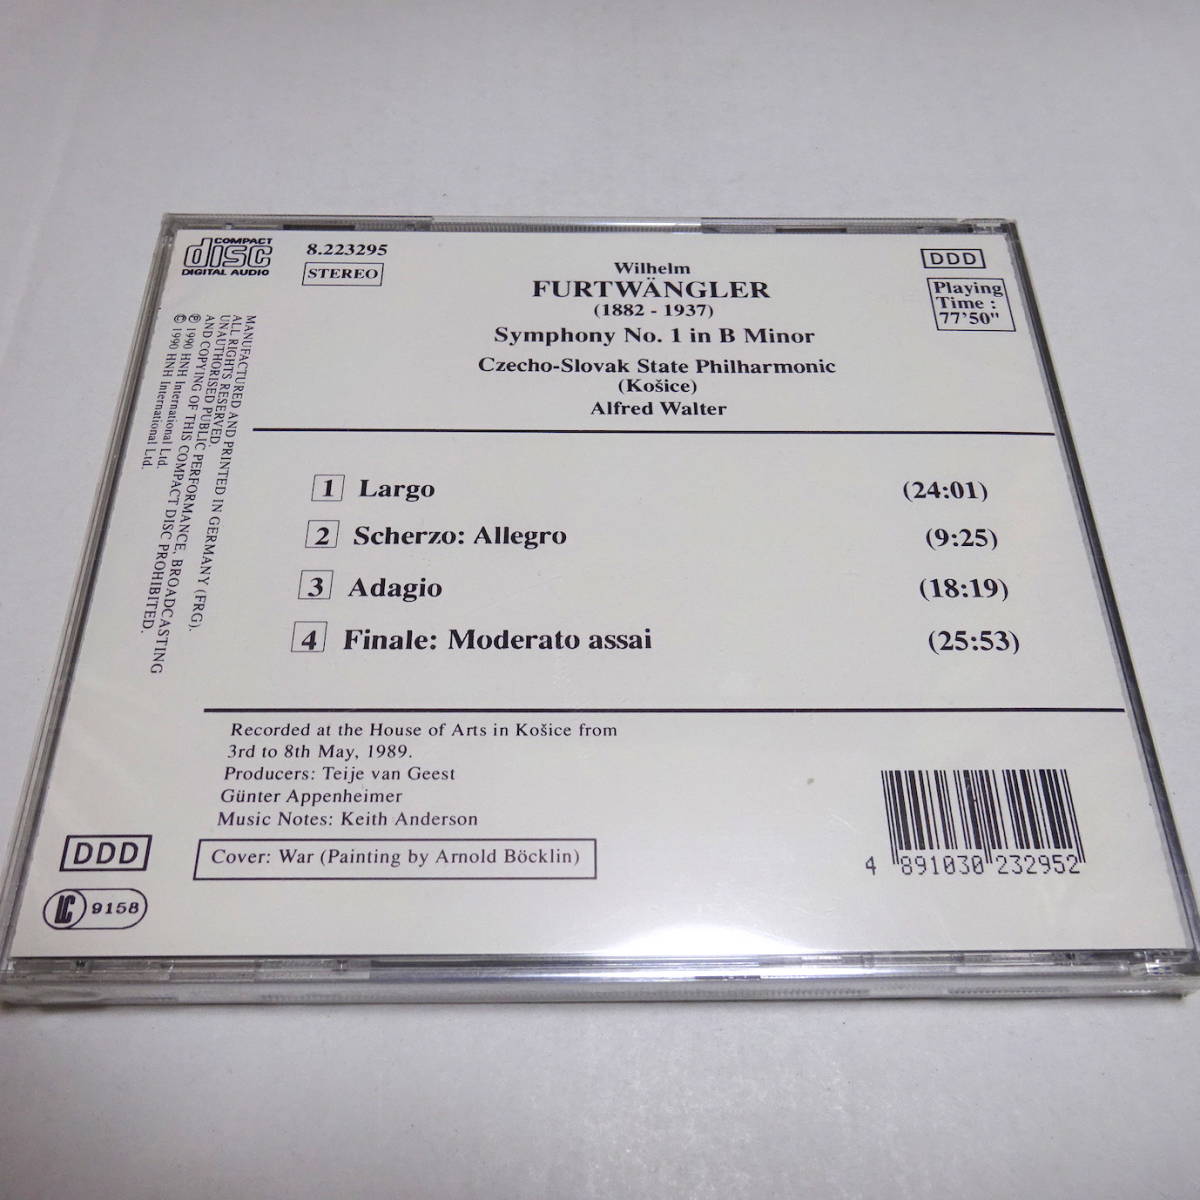 COMPACT
disc
DIGITAL AUDIO
8.223295
STEREO
Wilhelm
FURTWÄNGLER
(1882 - 1937)
Symphony No. 1 in B Minor
Czecho-Slovak State Philharmonic
(Košice)
Alfred Walter
DDD
Playing
Time :
77'50"
MANUFACTURED AND PRINTED IN GERMANY (FRG).
ALL RIGHTS RESERVED.
UNAUTHORISED PUBLIC PERFORMANCE, BROADCASTING
AND COPYING OF THIS COMPACT DISC PROHIBITED.
℗ 1990 HNH International Ltd.
© 1990 HNH International Ltd.
1 Largo (24:01)
2 Scherzo: Allegro (9:25)
3 Adagio (18:19)
4 Finale: Moderato assai (25:53)
Recorded at the House of Arts in Košice from
3rd to 8th May, 1989.
Producers: Teije van Geest
Günter Appenheimer
Music Notes: Keith Anderson
Cover: War (Painting by Arnold Böcklin)
DDD
LC 9158
4 891030 232952